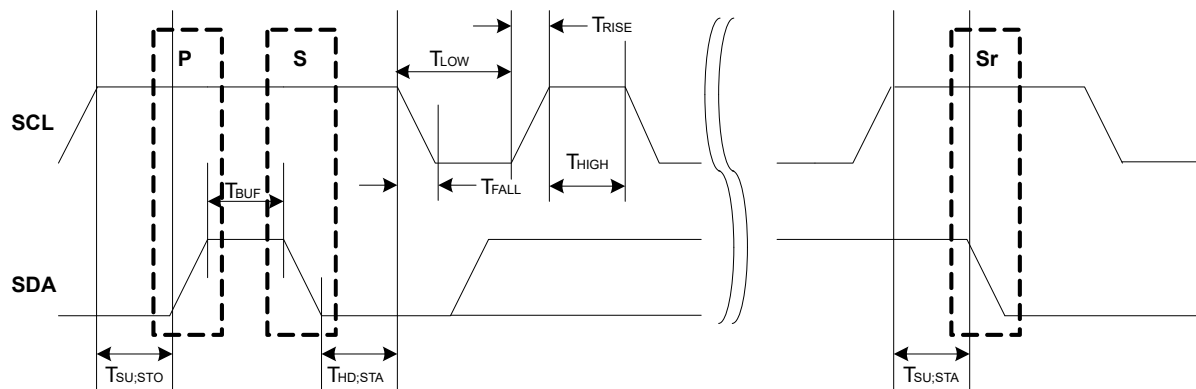 TRISE
P
S
TLOW
Sr
SCL
THIGH
TFALL
TBUF
SDA
TSU;STO
THD;STA
TSU;STA